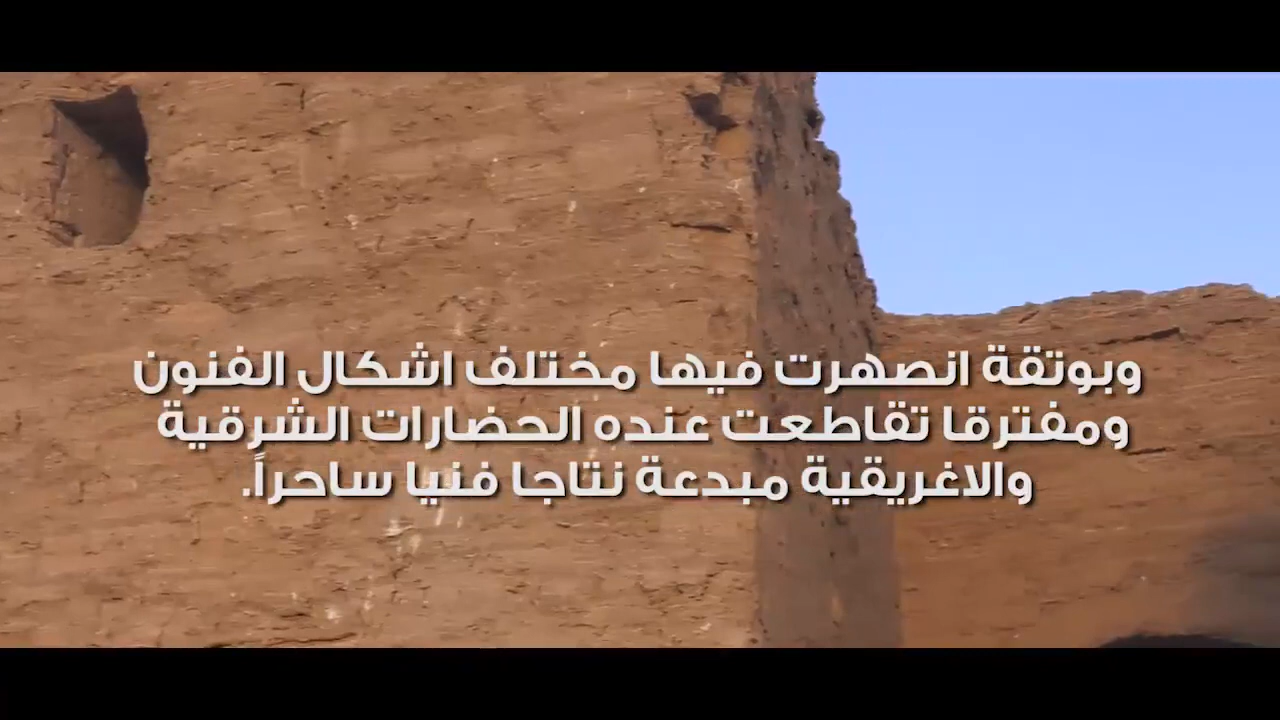 وبوتقة انصهرت فيها مختلف اشكال الفنون
ومفترقا تقاطعت عنده الحضارات الشرقية
والاغريقية مبدعة نتاجا فنيا ساحراً.